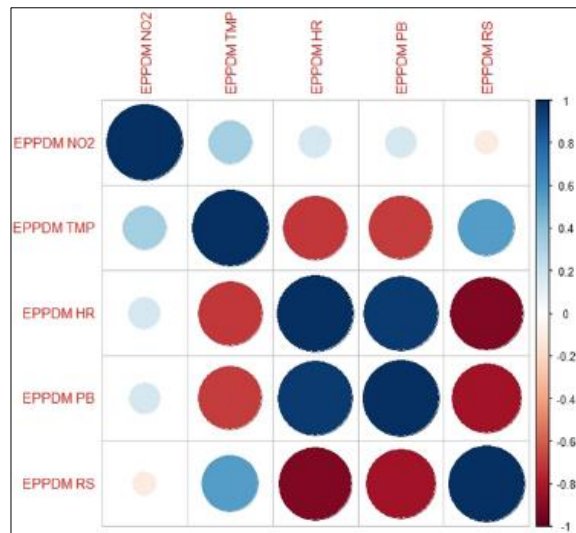 EPPDM NO2
EPPDM TMP
EPPDM HR
EPPDM PB
EPPDM RS
EPPDM NO2
EPPDM TMP
EPPDM HR
EPPDM PB
EPPDM RS
1
0.8
0.6
0.4
0.2
0
-0.2
-0.4
-0.6
-0.8
-1